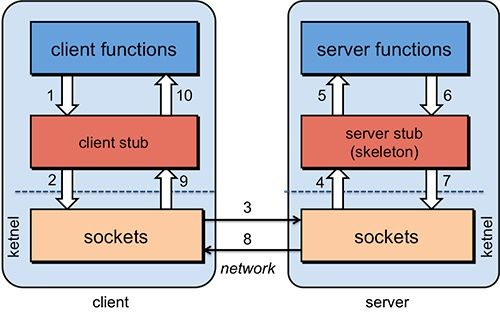 client functions
server functions
1
10
5
6
client stub
server stub
(skeleton)
2
9
4
7
3
ketnel
sockets
8
sockets
ketnel
network
client
server